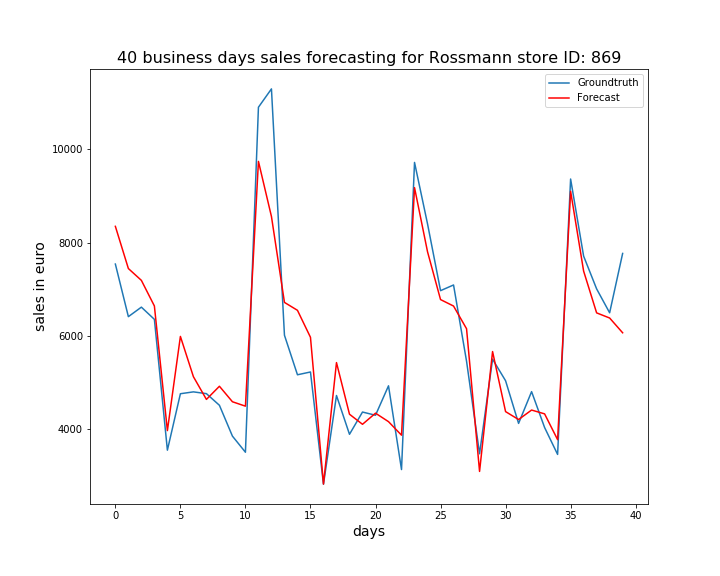 40 business days sales forecasting for Rossmann store ID: 869
Groundtruth
Forecast
10000
8000
6000
4000
sales in euro
0 5 10 15 20 25 30 35 40
days